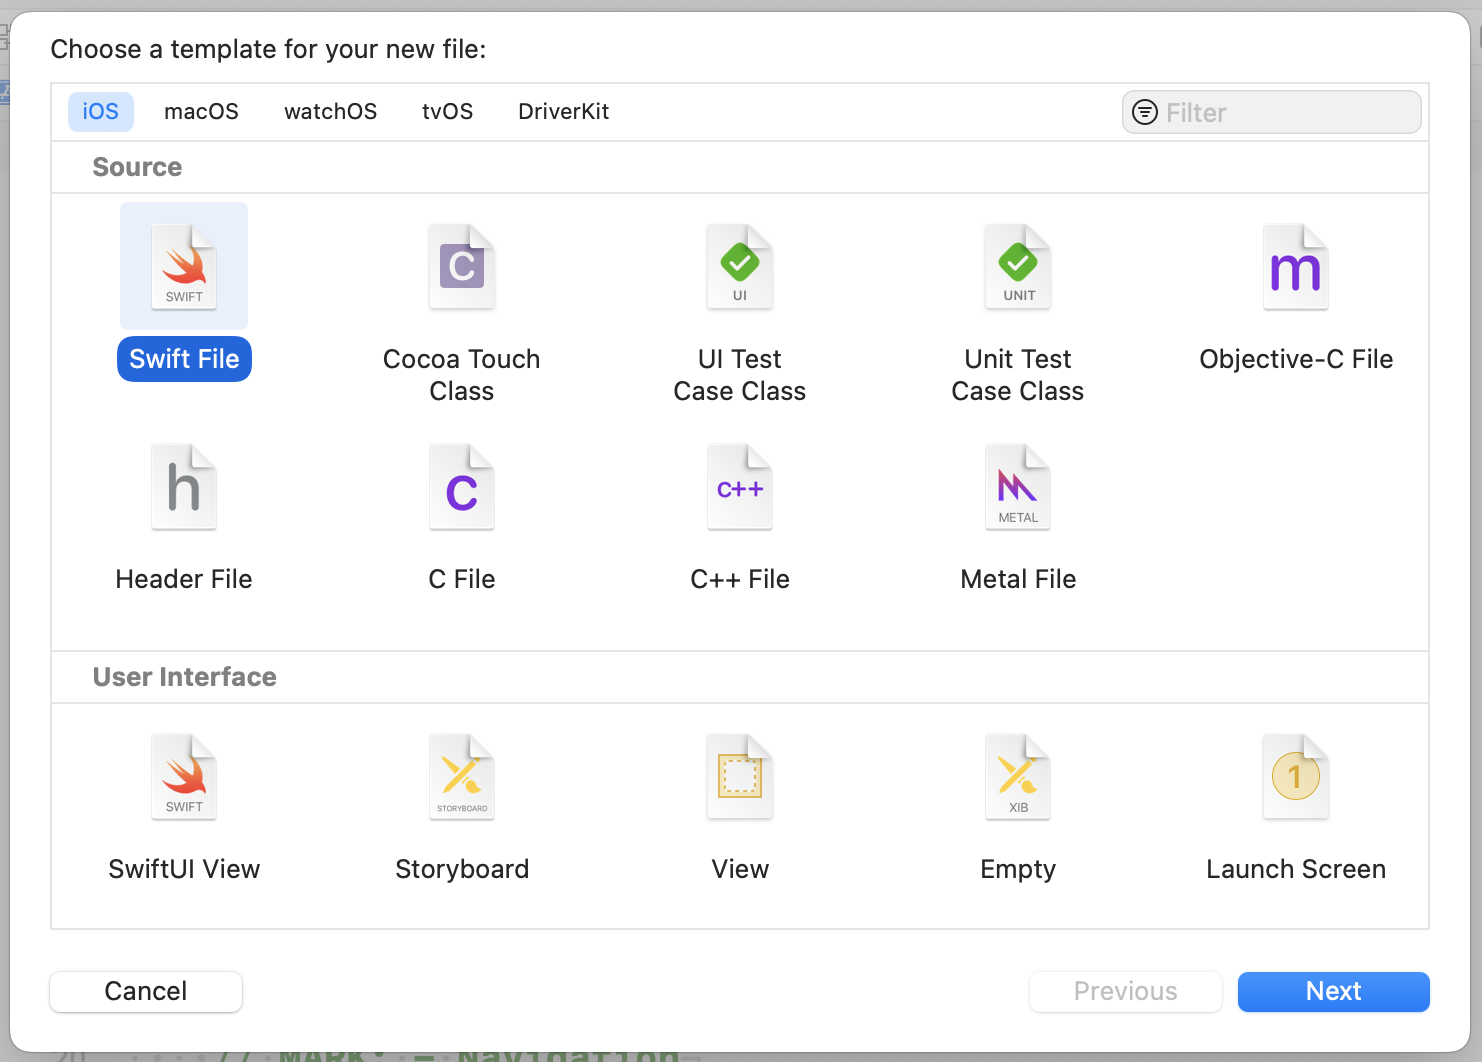 Choose a template for your new file:
iOS macOS watchOS tvOS DriverKit Filter
Source
SWIFT C UI UNIT m
Swift File Cocoa Touch Class UI Test Case Class Unit Test Case Class Objective-C File
h C C++ METAL
Header File C File C++ File Metal File
User Interface
SWIFT STORYBOARD XIB 1
SwiftUI View Storyboard View Empty Launch Screen
Cancel Previous Next
20 // MARK: - Navigation